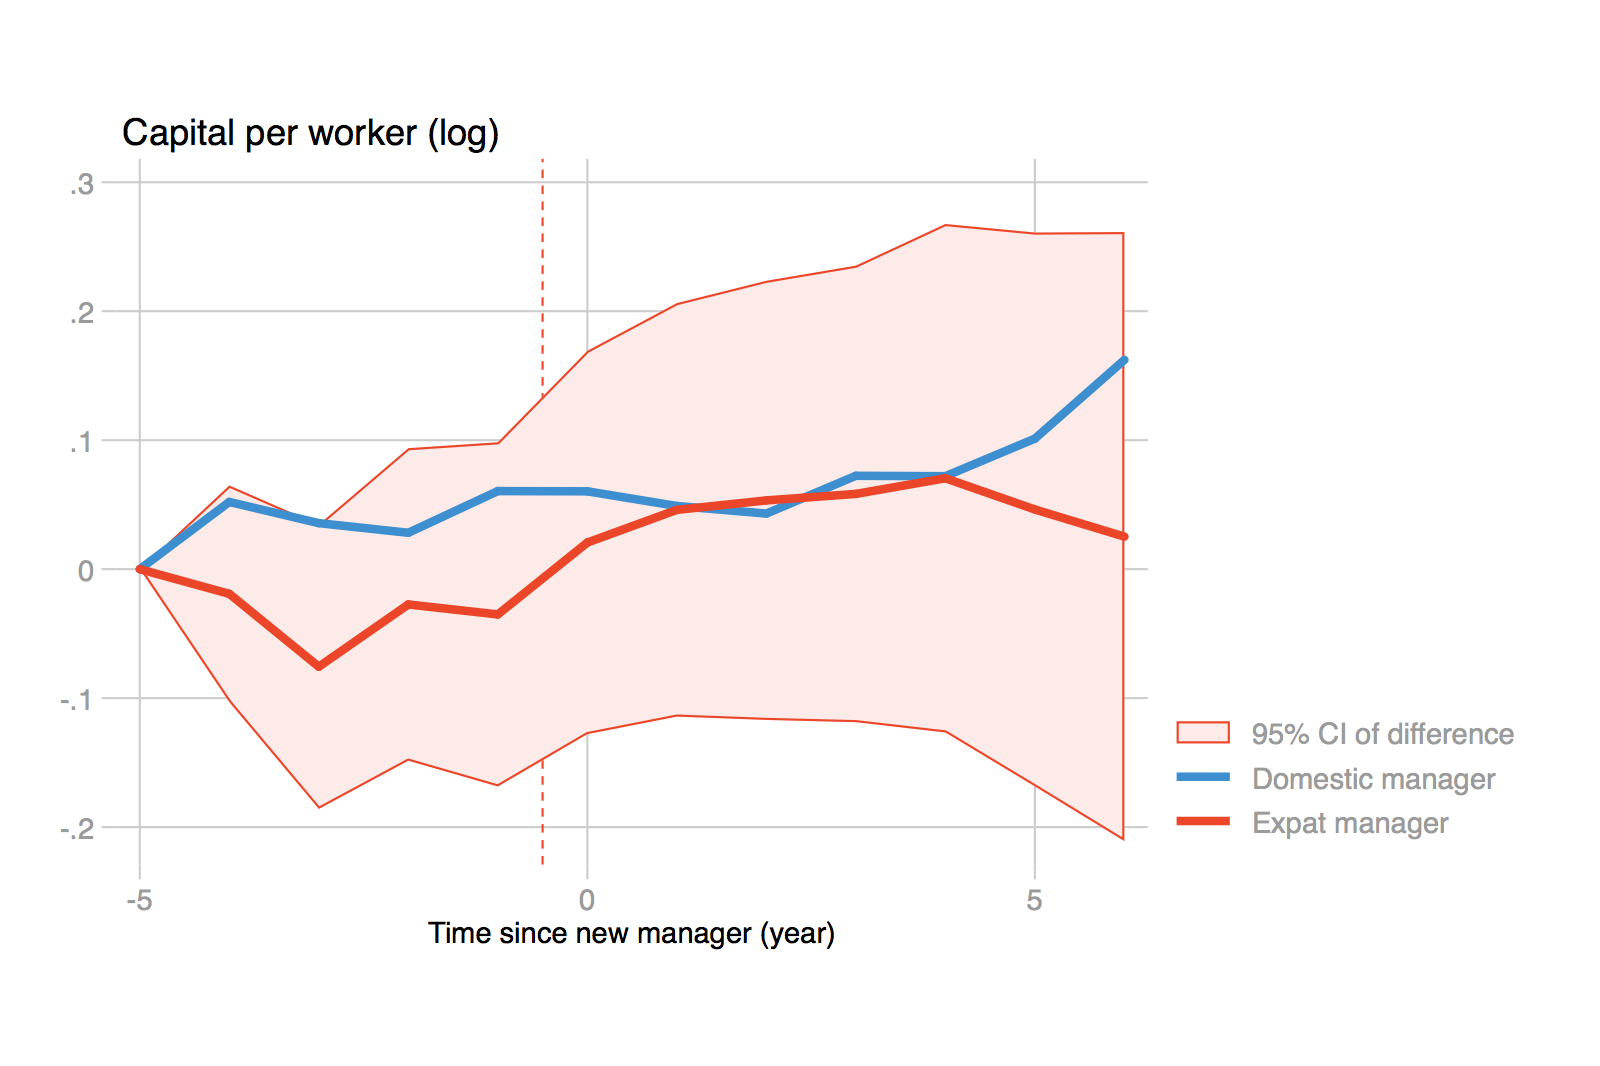 Capital per worker (log)
.3
.2
.1
0
-.1
-.2
-5
0
5
Time since new manager (year)
95% CI of difference
Domestic manager
Expat manager